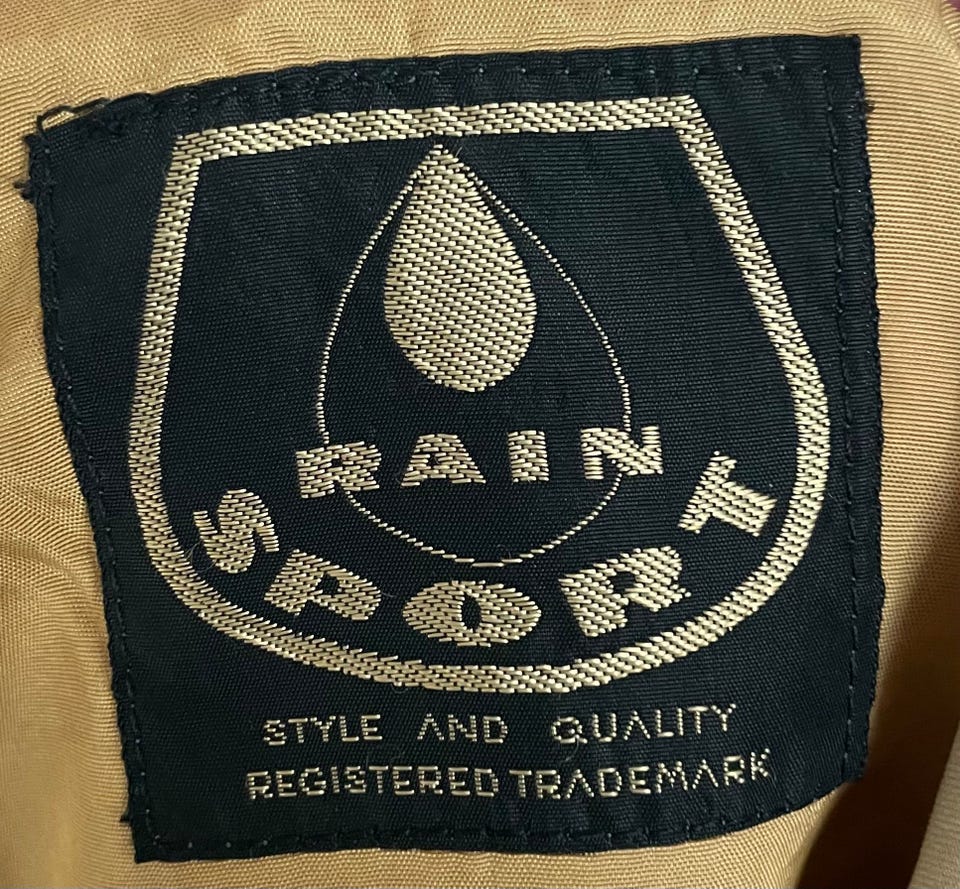 RAIN
SPORT
STYLE AND QUALITY
REGISTERED TRADEMARK